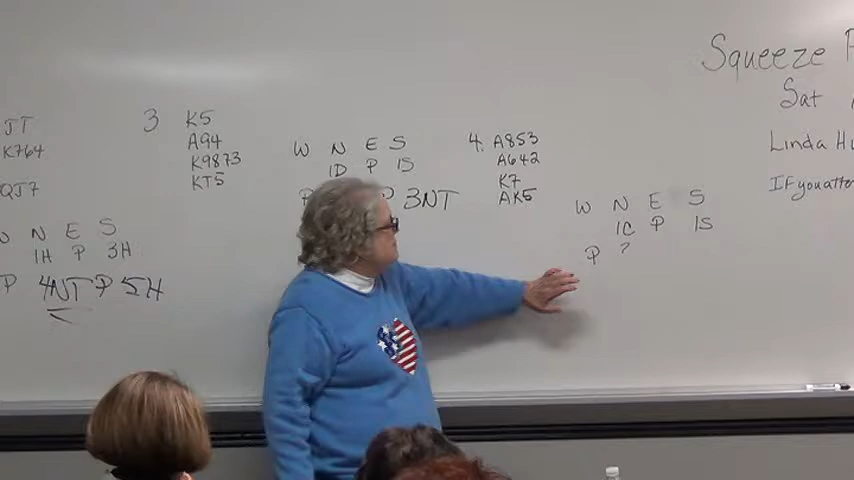 JT
K764
QJ7
W N E S
1H P 3H
P 4NT P 5H
3 K5
A94
K9873
KT5
W N E S
1D P 1S
3NT
4. A853
A642
K7
AK5
W N E S
1C P 1S
P ?
Squeeze
Sat
Linda
If you